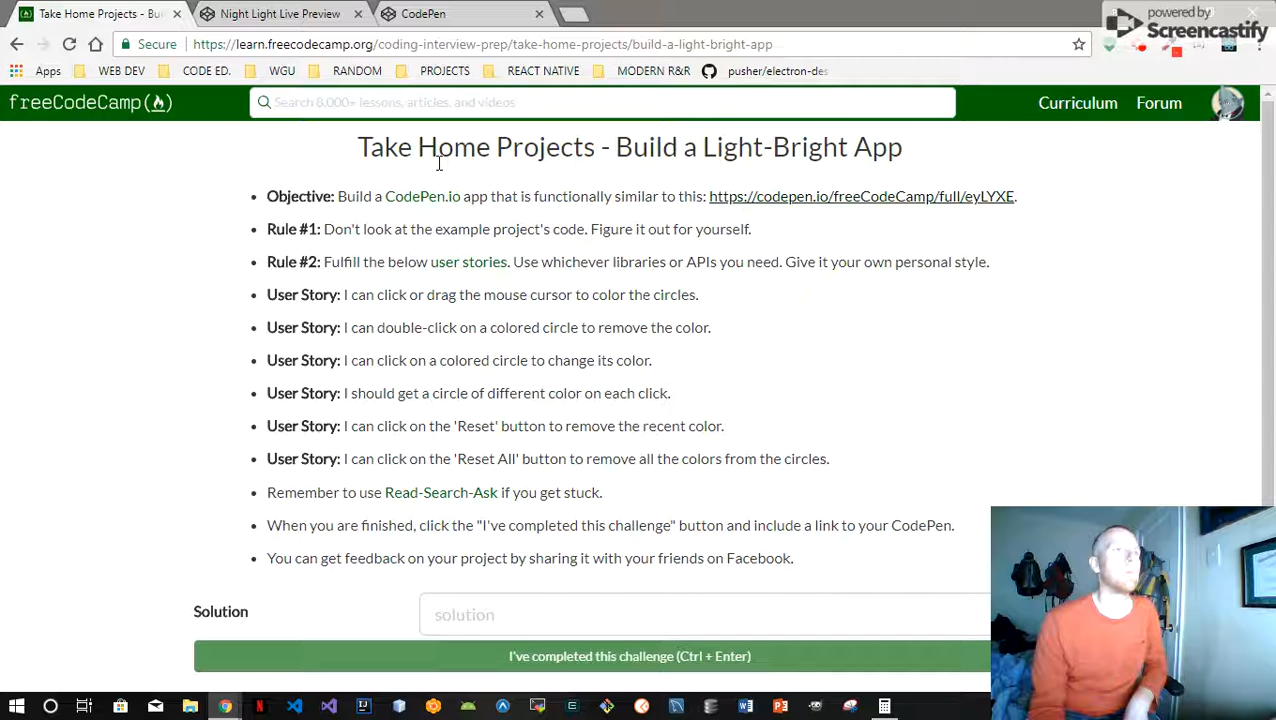 Take Home Projects - Bu
Night Light Live Preview
CodePen
powered by
Screencastify
Secure
https://learn.freecodecamp.org/coding-interview-prep/take-home-projects/build-a-light-bright-app
Apps WEB DEV CODE ED. WGU RANDOM PROJECTS REACT NATIVE MODERN R&R pusher/electron-des
freeCodeCamp(🔥)
Search 8,000+ lessons, articles, and videos
Curriculum Forum
Take Home Projects - Build a Light-Bright App
Objective: Build a CodePen.io app that is functionally similar to this: https://codepen.io/freeCodeCamp/full/eyLYXE.
Rule #1: Don't look at the example project's code. Figure it out for yourself.
Rule #2: Fulfill the below user stories. Use whichever libraries or APIs you need. Give it your own personal style.
User Story: I can click or drag the mouse cursor to color the circles.
User Story: I can double-click on a colored circle to remove the color.
User Story: I can click on a colored circle to change its color.
User Story: I should get a circle of different color on each click.
User Story: I can click on the 'Reset' button to remove the recent color.
User Story: I can click on the 'Reset All' button to remove all the colors from the circles.
Remember to use Read-Search-Ask if you get stuck.
When you are finished, click the "I've completed this challenge" button and include a link to your CodePen.
You can get feedback on your project by sharing it with your friends on Facebook.
Solution
solution
I've completed this challenge (Ctrl + Enter)